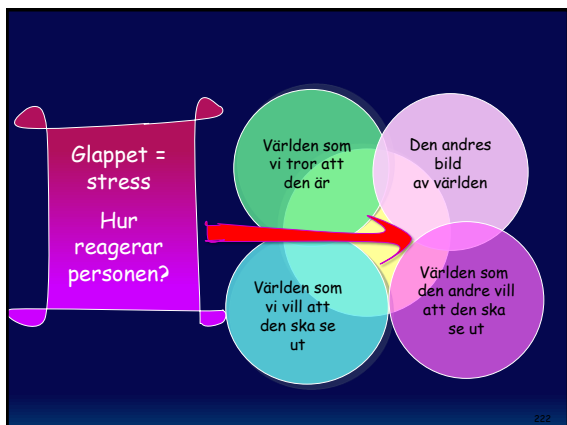 Glappet =
stress
Hur
reagerar
personen?
Världen som
vi tror att
den är
Den andres
bild
av världen
Världen som
vi vill att
den ska se
ut
Världen som
den andre vill
att den ska
se ut
222